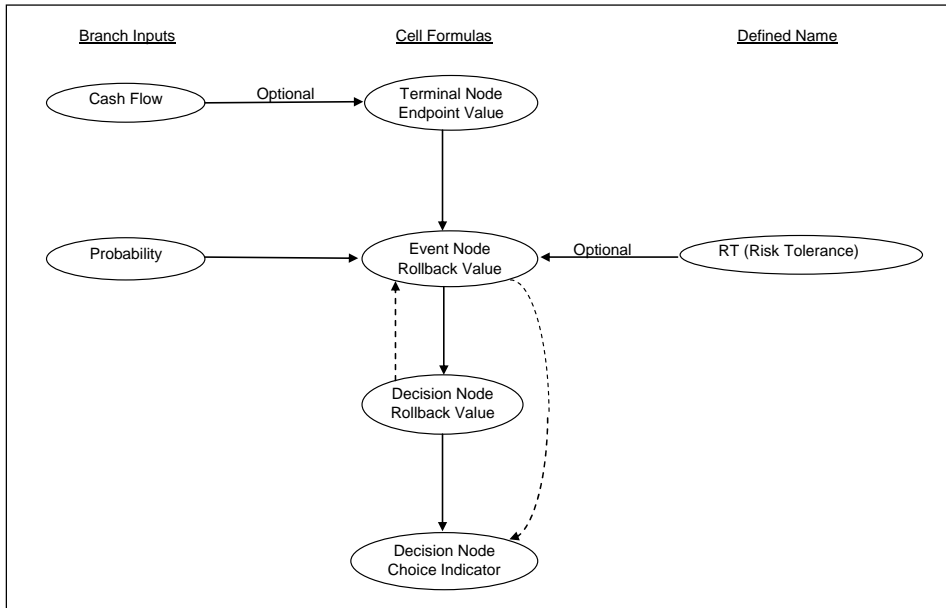 Branch Inputs
Cell Formulas
Defined Name
Cash Flow
Optional
Terminal Node
Endpoint Value
Probability
Event Node
Rollback Value
Optional
RT (Risk Tolerance)
Decision Node
Rollback Value
Decision Node
Choice Indicator